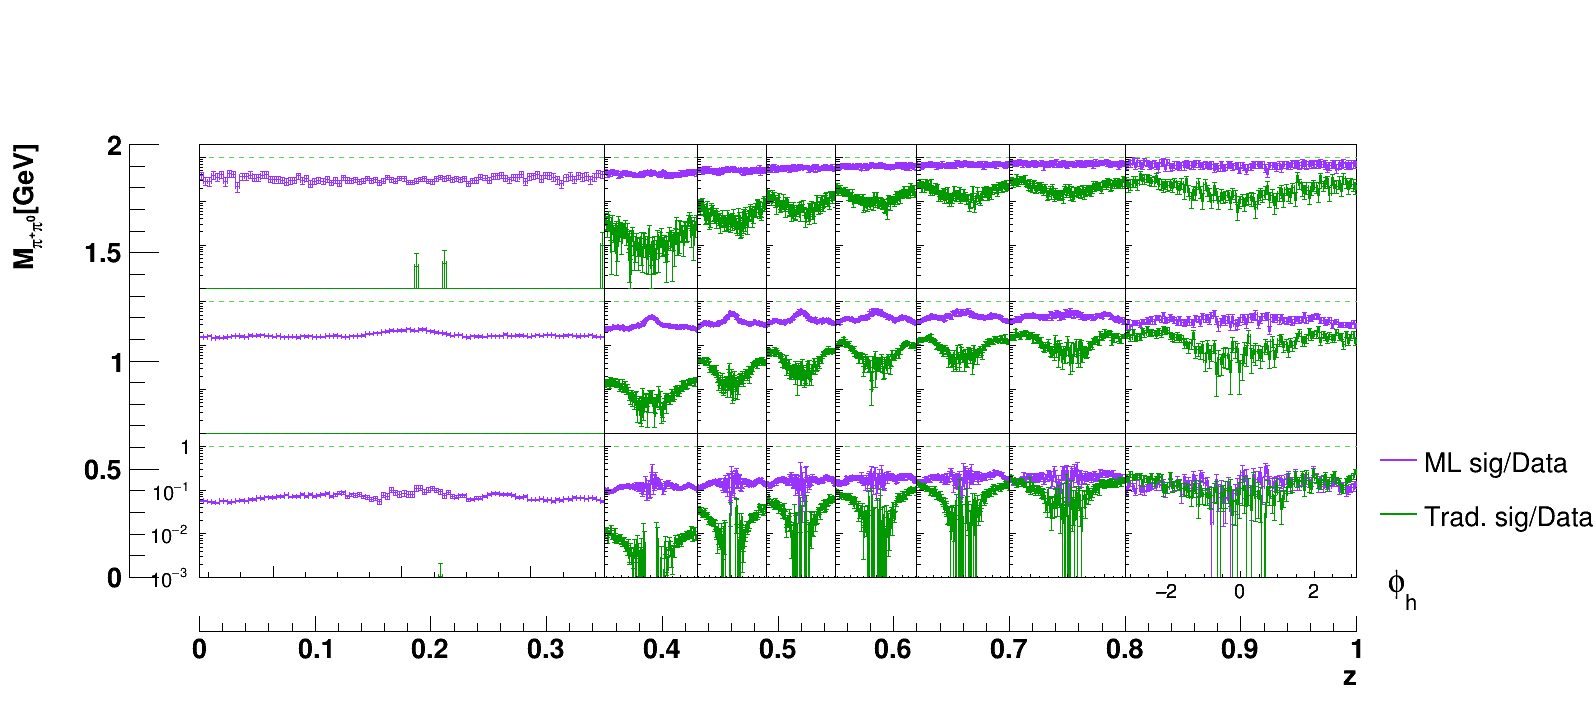 M π⁺π⁰ [GeV]
2
1.5
1
0.5
0
1
10⁻¹
10⁻²
10⁻³
−2 0 2
ϕh
0 0.1 0.2 0.3 0.4 0.5 0.6 0.7 0.8 0.9 1
z
ML sig/Data
Trad. sig/Data